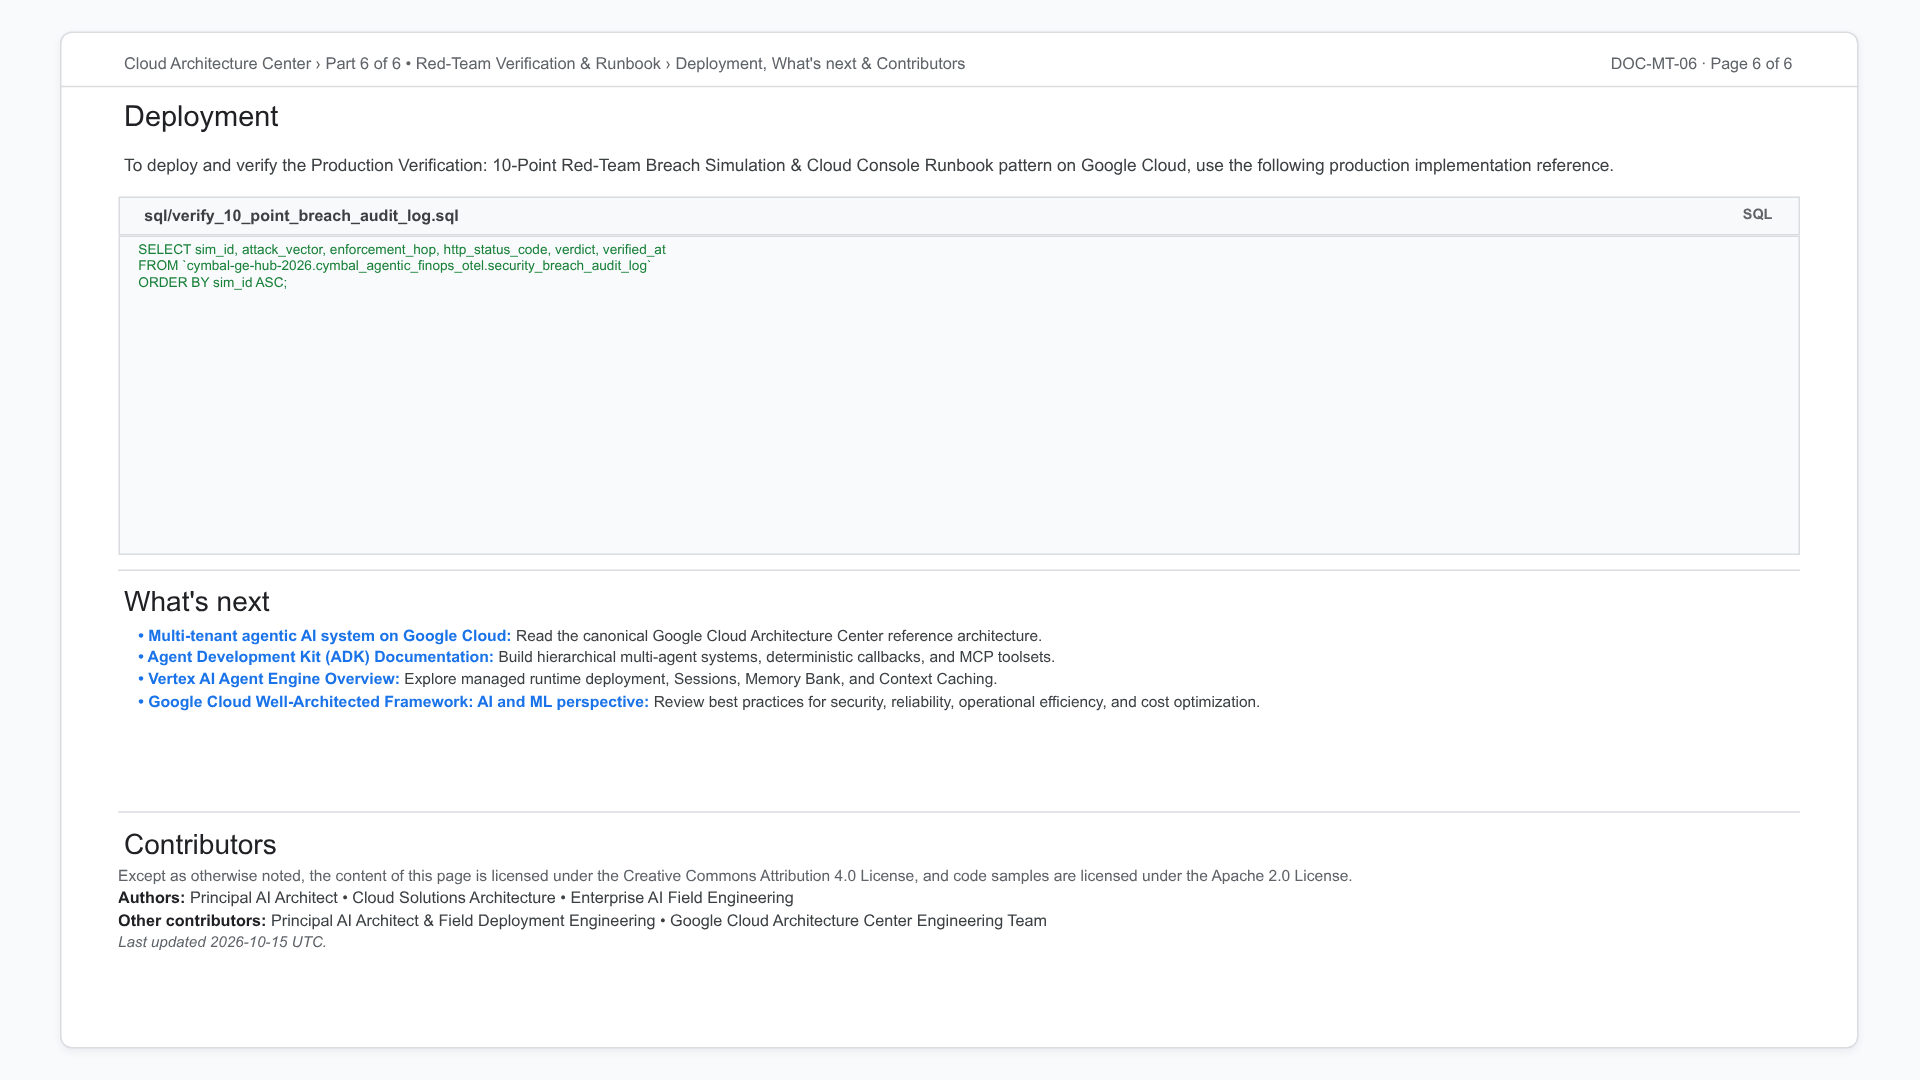 Cloud Architecture Center › Part 6 of 6 • Red-Team Verification & Runbook › Deployment, What's next & Contributors
DOC-MT-06 · Page 6 of 6
Deployment
To deploy and verify the Production Verification: 10-Point Red-Team Breach Simulation & Cloud Console Runbook pattern on Google Cloud, use the following production implementation reference.
sql/verify_10_point_breach_audit_log.sql
SQL
SELECT sim_id, attack_vector, enforcement_hop, http_status_code, verdict, verified_at
FROM `cymbal-ge-hub-2026.cymbal_agentic_finops_otel.security_breach_audit_log`
ORDER BY sim_id ASC;
What's next
• Multi-tenant agentic AI system on Google Cloud: Read the canonical Google Cloud Architecture Center reference architecture.
• Agent Development Kit (ADK) Documentation: Build hierarchical multi-agent systems, deterministic callbacks, and MCP toolsets.
• Vertex AI Agent Engine Overview: Explore managed runtime deployment, Sessions, Memory Bank, and Context Caching.
• Google Cloud Well-Architected Framework: AI and ML perspective: Review best practices for security, reliability, operational efficiency, and cost optimization.
Contributors
Except as otherwise noted, the content of this page is licensed under the Creative Commons Attribution 4.0 License, and code samples are licensed under the Apache 2.0 License.
Authors: Principal AI Architect • Cloud Solutions Architecture • Enterprise AI Field Engineering
Other contributors: Principal AI Architect & Field Deployment Engineering • Google Cloud Architecture Center Engineering Team
Last updated 2026-10-15 UTC.